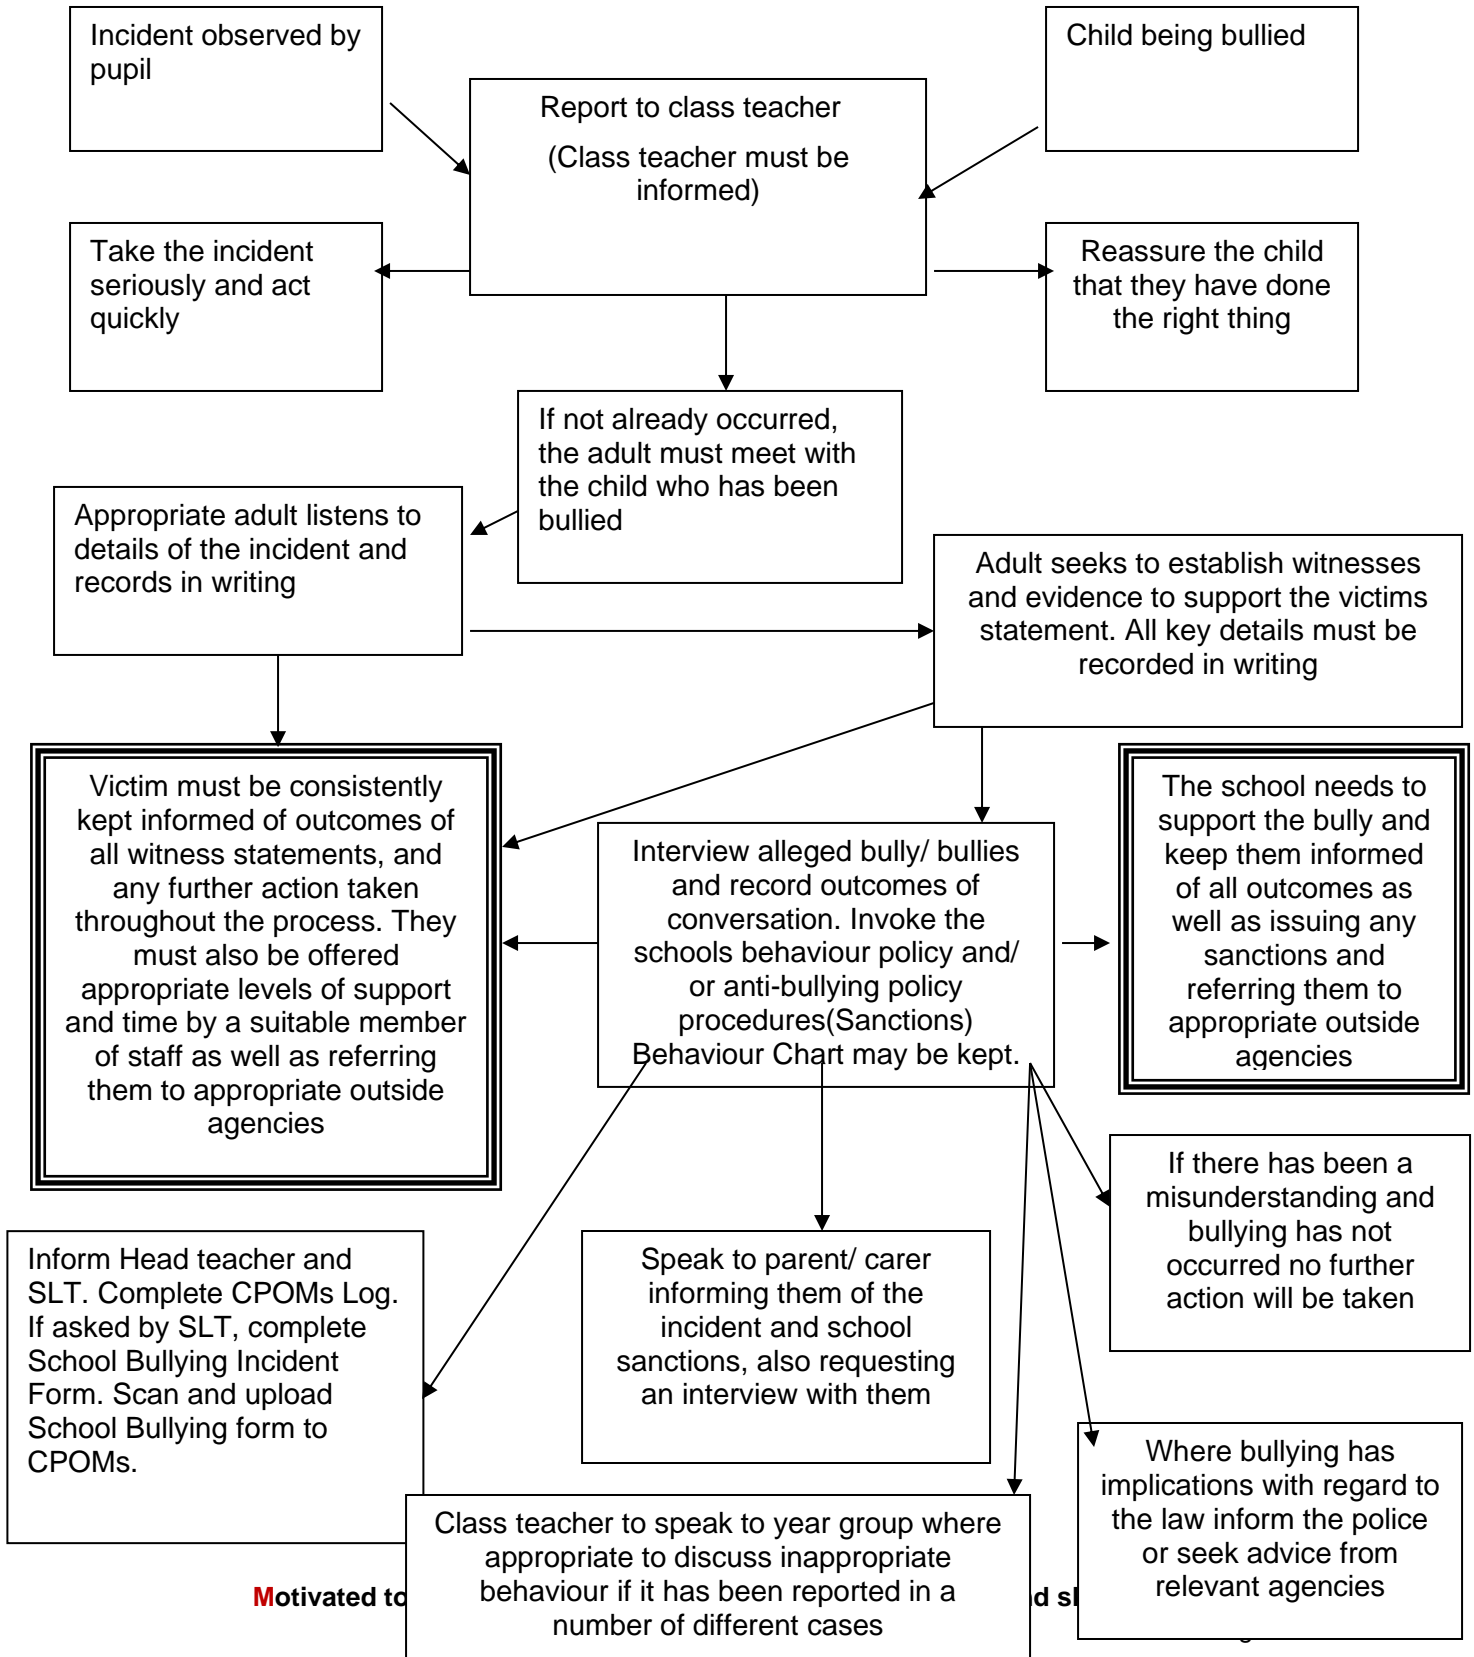 Incident observed by
pupil
Child being bullied
Report to class teacher
(Class teacher must be
informed)
Take the incident
seriously and act
quickly
Reassure the child
that they have done
the right thing
If not already occurred,
the adult must meet with
the child who has been
bullied
Appropriate adult listens to
details of the incident and
records in writing
Adult seeks to establish witnesses
and evidence to support the victims
statement. All key details must be
recorded in writing
Victim must be consistently
kept informed of outcomes of
all witness statements, and
any further action taken
throughout the process. They
must also be offered
appropriate levels of support
and time by a suitable member
of staff as well as referring
them to appropriate outside
agencies
Interview alleged bully/ bullies
and record outcomes of
conversation. Invoke the
schools behaviour policy and/
or anti-bullying policy
procedures(Sanctions)
Behaviour Chart may be kept.
The school needs to
support the bully and
keep them informed
of all outcomes as
well as issuing any
sanctions and
referring them to
appropriate outside
agencies
If there has been a
misunderstanding and
bullying has not
occurred no further
action will be taken
Inform Head teacher and
SLT. Complete CPOMs Log.
If asked by SLT, complete
School Bullying Incident
Form. Scan and upload
School Bullying form to
CPOMs.
Speak to parent/ carer
informing them of the
incident and school
sanctions, also requesting
an interview with them
Where bullying has
implications with regard to
the law inform the police
or seek advice from
relevant agencies
Class teacher to speak to year group where
appropriate to discuss inappropriate
behaviour if it has been reported in a
number of different cases
Motivated to